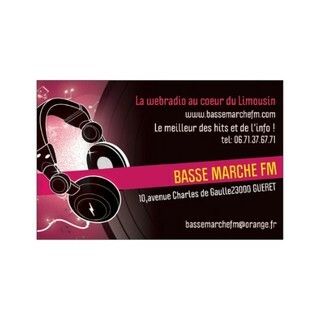 La webradio au coeur du Limousin
www.bassemarchefm.com
Le meilleur des hits et de l'info !
tel: 06.71.37.67.71
BASSE MARCHE FM
10,avenue Charles de Gaulle23000 GUERET
bassemarchefm@orange.fr